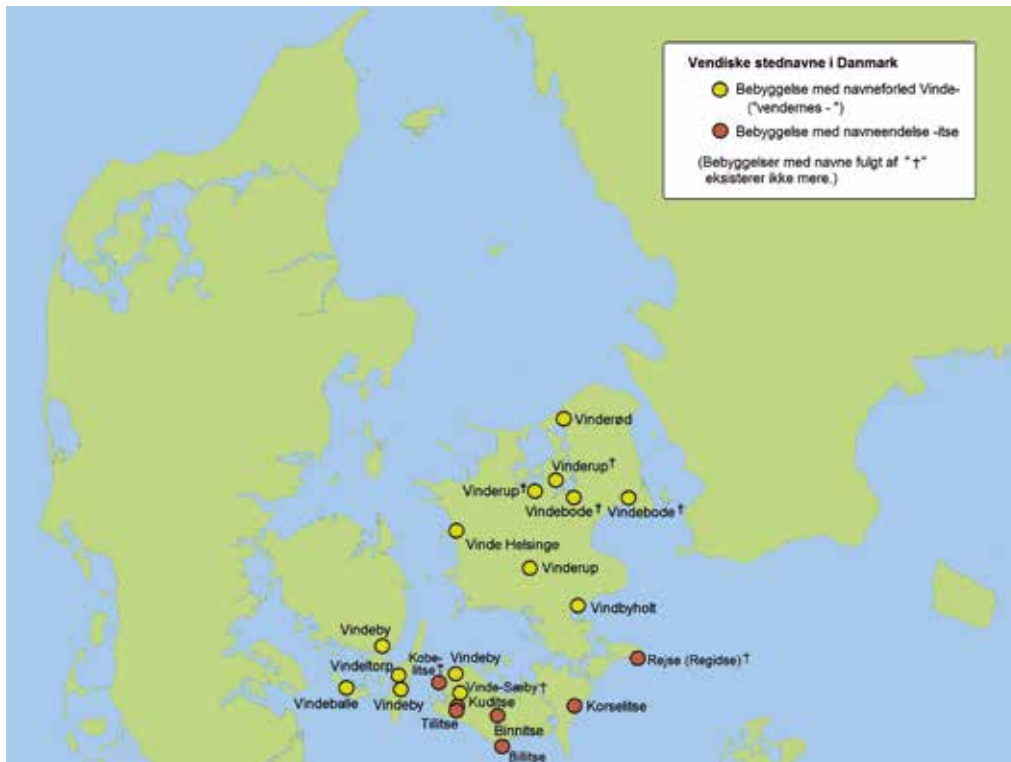 Vendiske stednavne i Danmark
Bebyggelse med navneforled Vinde-
("vendernes - ")
Bebyggelse med navneendelse -itse
(Bebyggelser med navne fulgt af "†"
eksisterer ikke mere.)
Vinderød
Vinderup†
Vinderup†
Vindebode†
Vindebode†
Vinde Helsinge
Vinderup
Vindbyholt
Vindeby
Kobe-
litse†
Vindeby
Vindeltorp
Rejse (Regidse)†
Vinde-Sæby†
Vindeballe
Vindeby
Kuditse
Korselitse
Tillitse
Binnitse
Billitse